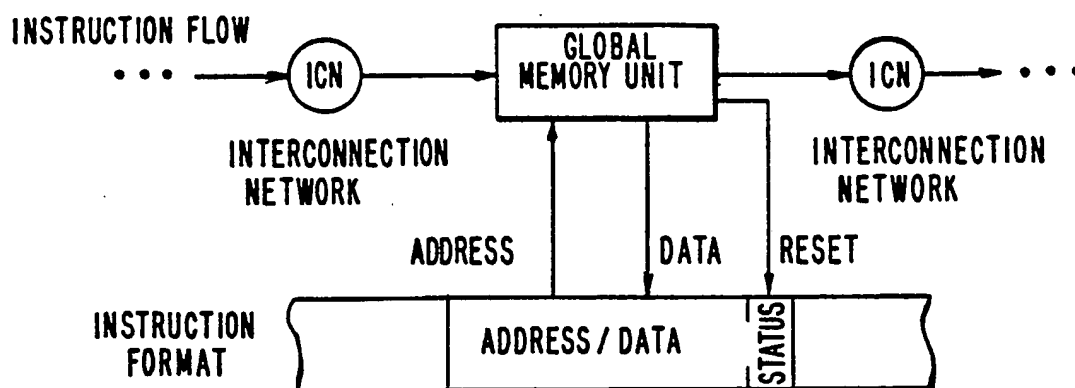 INSTRUCTION FLOW
ICN
GLOBAL
MEMORY UNIT
ICN
INTERCONNECTION
NETWORK
INTERCONNECTION
NETWORK
ADDRESS
DATA
RESET
INSTRUCTION
FORMAT
ADDRESS / DATA
STATUS